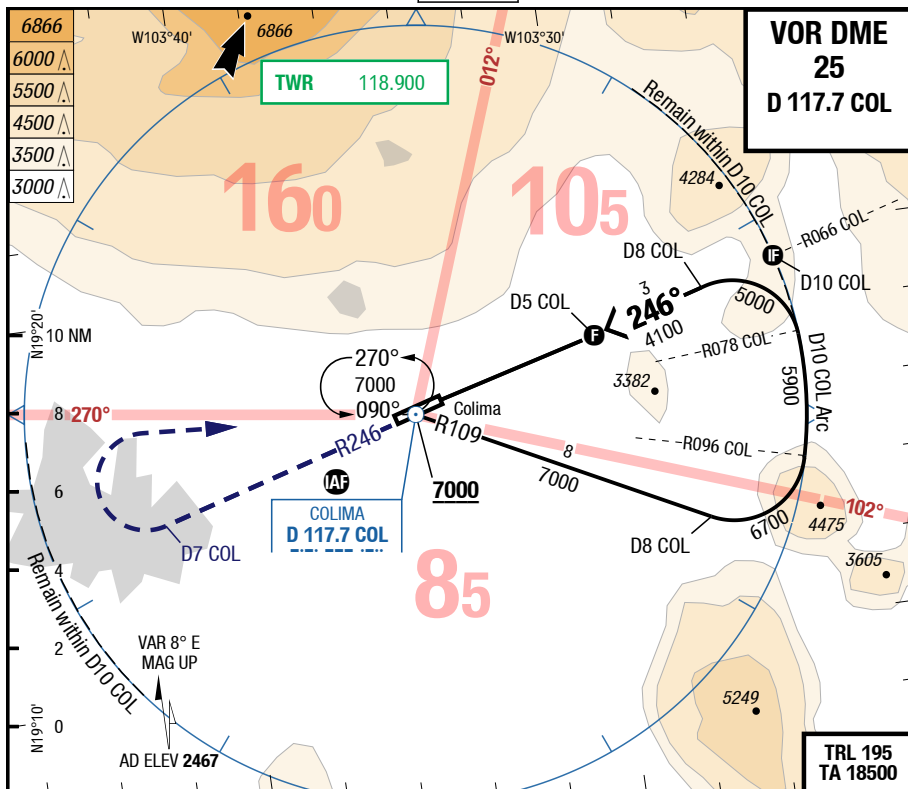 6866
6000
5500
4500
3500
3000
W103°40'
6866
W103°30'
VOR DME
25
D 117.7 COL
TWR 118.900
012°
Remain within D10 COL
4284
R066 COL
160
105
IF
D10 COL
D8 COL
3
246°
4100
5000
D5 COL
F
N19°20'
10 NM
R078 COL
3382
D10 COL Arc
5900
270°
7000
090°
8
270°
Colima
R246
R109
R096 COL
8
7000
7000
102°
6
IAF
COLIMA
D 117.7 COL
D7 COL
D8 COL
6700
4475
3605
4
85
Remain within D10 COL
VAR 8° E
MAG UP
2
5249
N19°10'
0
AD ELEV 2467
TRL 195
TA 18500